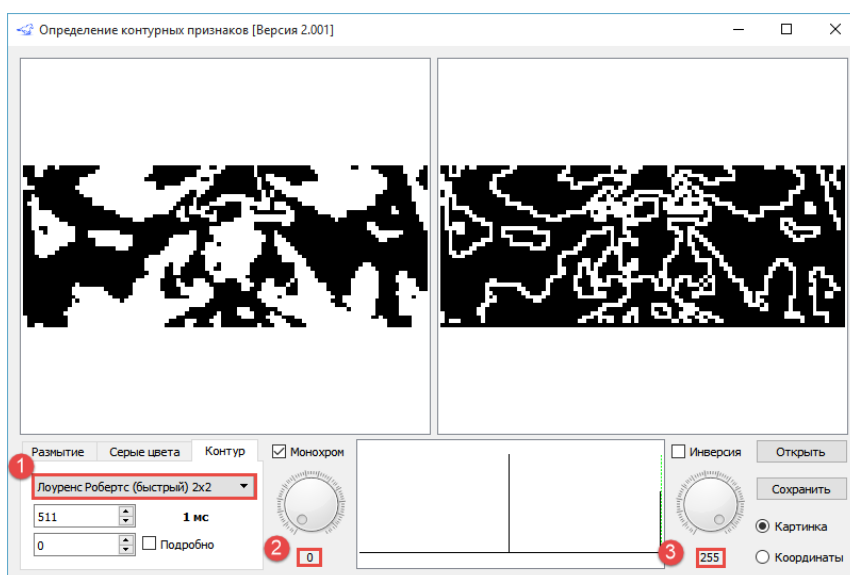 Определение контурных признаков [Версия 2.001]
Размытие Серые цвета Контур
Монохром
Инверсия
Открыть
1
Лоуренс Робертс (быстрый) 2x2
Сохранить
511
1 мс
Картинка
0
Подробно
2
0
3
255
Координаты